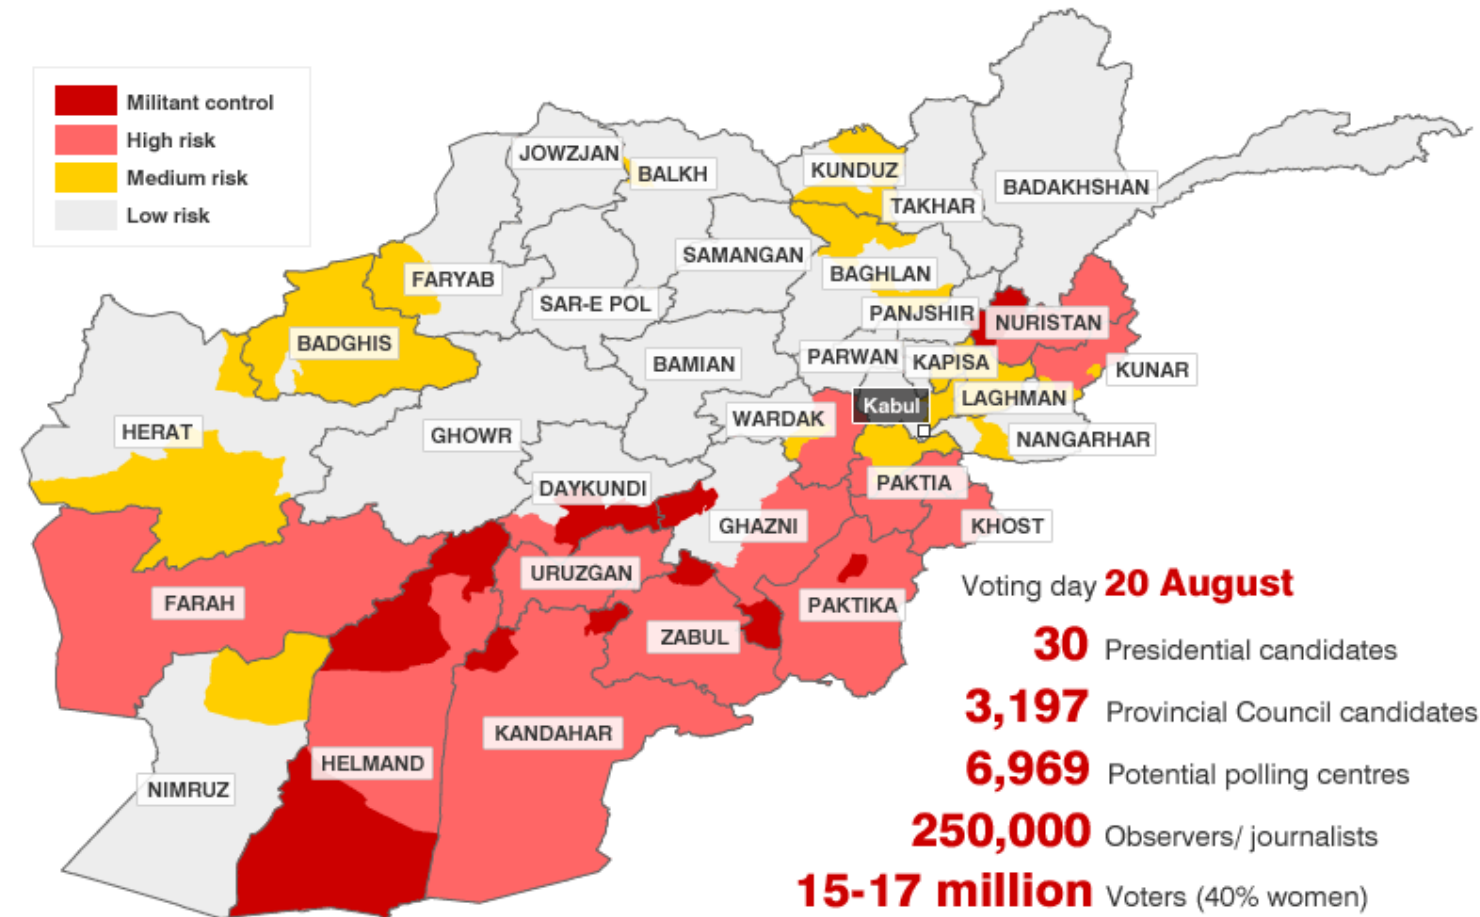 Militant control
High risk
Medium risk
Low risk
JOWZJAN
BALKH
KUNDUZ
TAKHAR
BADAKHSHAN
FARYAB
SAMANGAN
BAGHLAN
SAR-E POL
PANJSHIR
NURISTAN
BADGHIS
BAMIAN
PARWAN
KAPISA
KUNAR
LAGHMAN
Kabul
WARDAK
HERAT
GHOWR
NANGARHAR
DAYKUNDI
PAKTIA
GHAZNI
KHOST
URUZGAN
FARAH
PAKTIKA
ZABUL
KANDAHAR
HELMAND
NIMRUZ
Voting day 20 August
30 Presidential candidates
3,197 Provincial Council candidates
6,969 Potential polling centres
250,000 Observers/ journalists
15-17 million Voters (40% women)